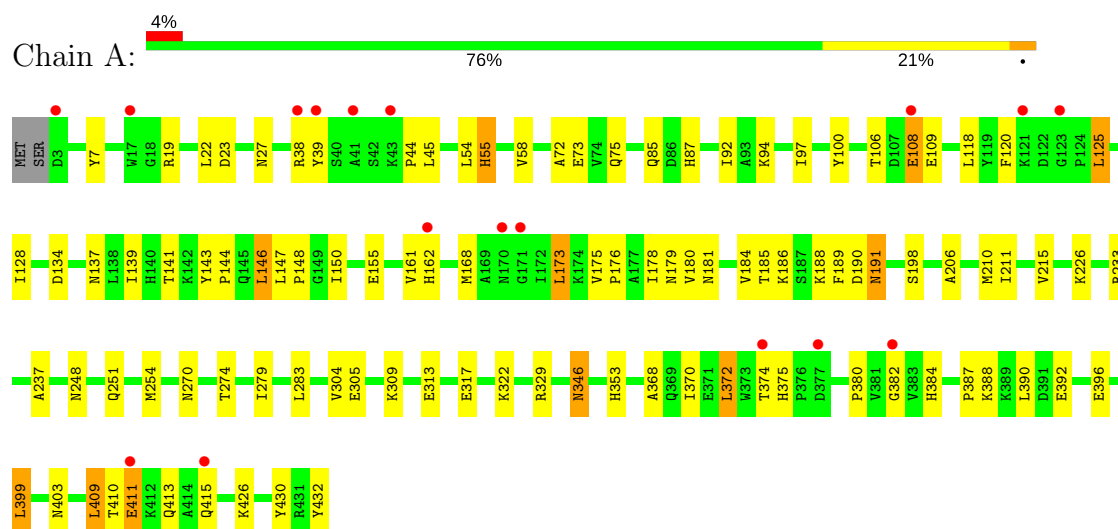 4%
Chain A:
76% 21% •
MET SER D3 Y7 W17 G18 R19 L22 D23 N27 R38 Y39 S40 A41 S42 K43 P44 L45 L54 H55 V58 A72 E73 V74 Q75 Q85 D86 H87 I92 A93 K94 I97 Y100 T106 D107 E108 E109 L118 Y119 F120 K121 D122 G123 P124 L125
I128 D134 N137 L138 I139 H140 T141 K142 Y143 P144 Q145 L146 L147 P148 G149 I150 E155 V161 H162 M168 A169 N170 G171 I172 L173 K174 V175 P176 A177 I178 N179 V180 N181 V184 T185 K186 S187 K188 F189 D190 N191 S198 A206 M210 I211 V215 K226
A237 N248 Q251 M254 N270 T274 I279 L283 V304 E305 K309 E313 E317 K322 R329 N346 H353 A368 Q369 I370 E371 L372 W373 T374 H375 P376 D377 P380 V381 G382 V383 H384 P387 K388 K389 L390 D391 E392 E396
L399 N403 L409 T410 E411 K412 Q413 A414 Q415 K426 Y430 R431 Y432